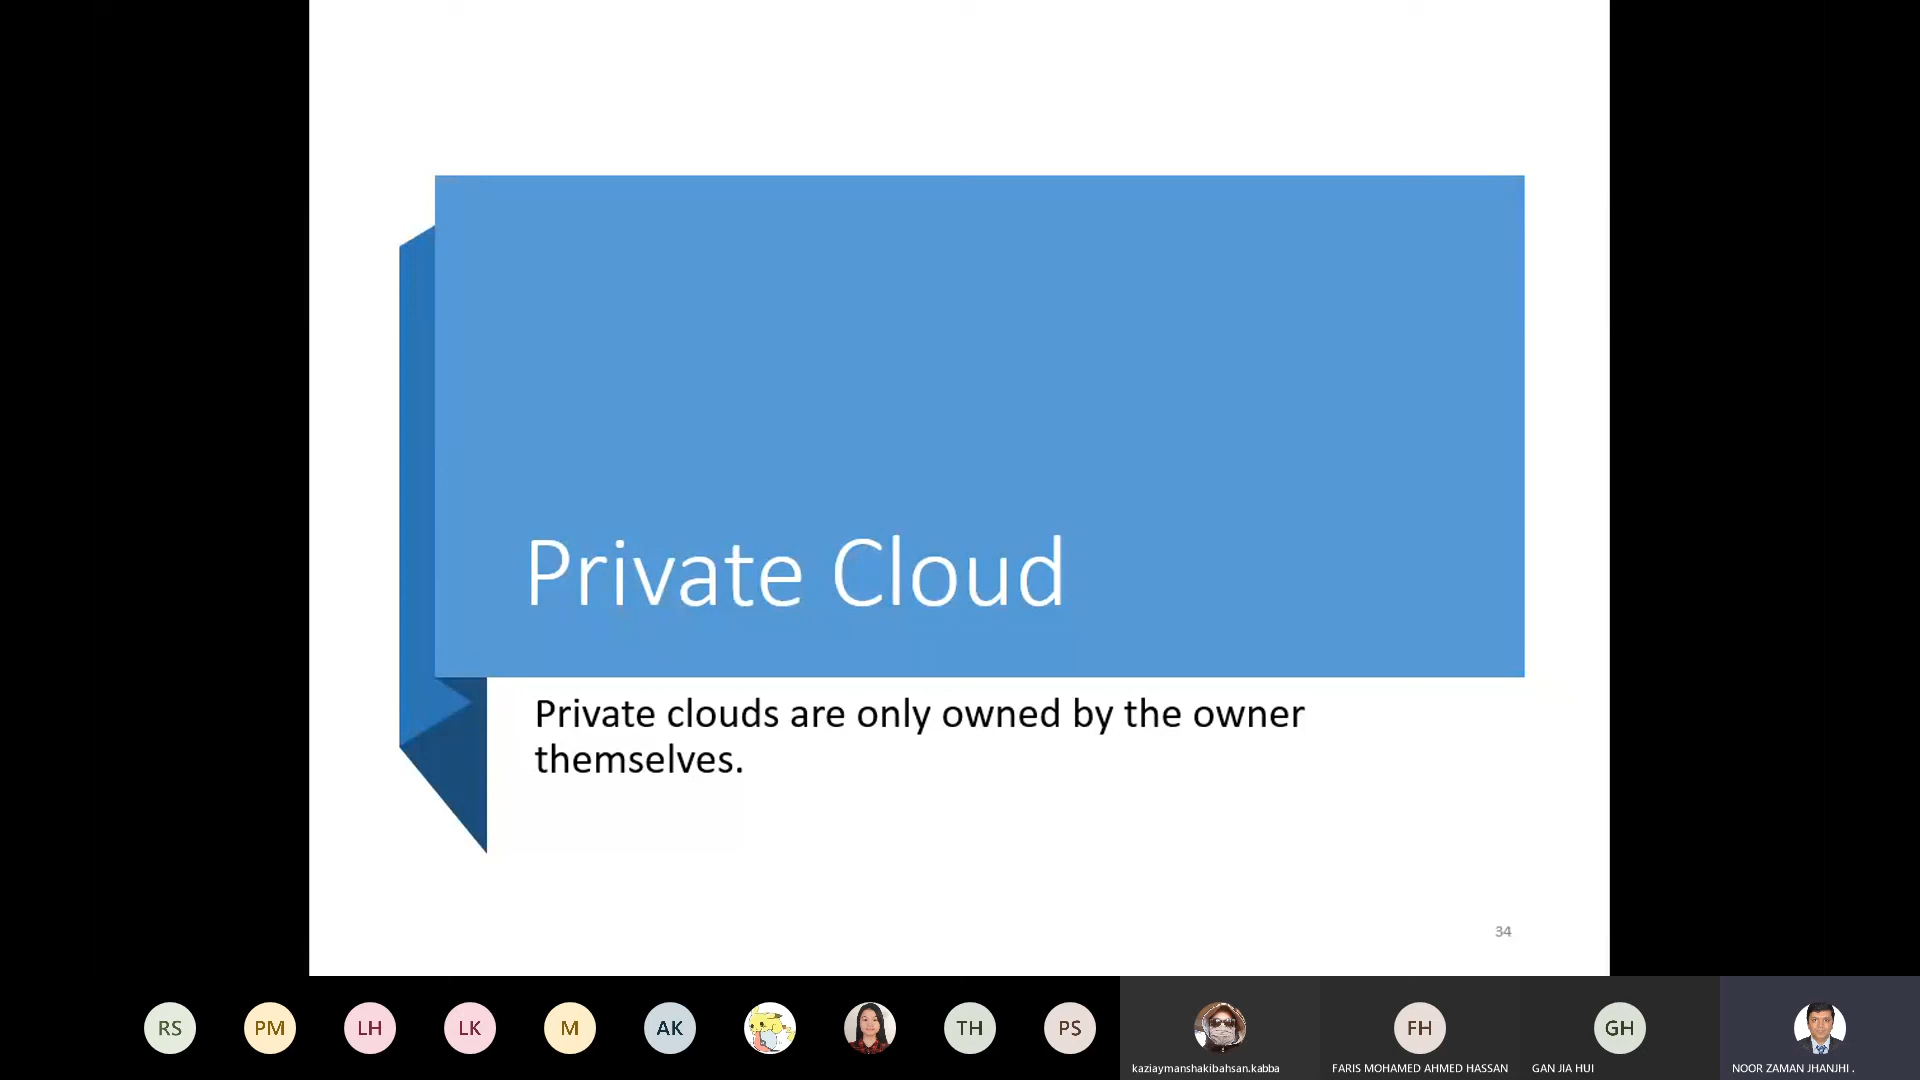 Private Cloud
Private clouds are only owned by the owner
themselves.
34
RS PM LH LK M AK TH PS FH GH
kaziaymanshakibahsan.kabba FARIS MOHAMED AHMED HASSAN GAN JIA HUI NOOR ZAMAN JHANJHI .